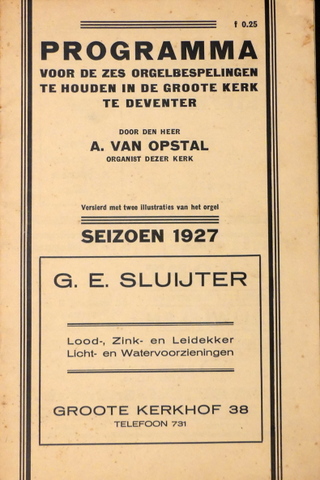 f 0.25
PROGRAMMA
VOOR DE ZES ORGELBESPELINGEN
TE HOUDEN IN DE GROOTE KERK
TE DEVENTER
DOOR DEN HEER
A. VAN OPSTAL
ORGANIST DEZER KERK
Versierd met twee illustraties van het orgel
SEIZOEN 1927
G. E. SLUIJTER
Lood-, Zink- en Leidekker
Licht- en Watervoorzieningen
GROOTE KERKHOF 38
TELEFOON 731